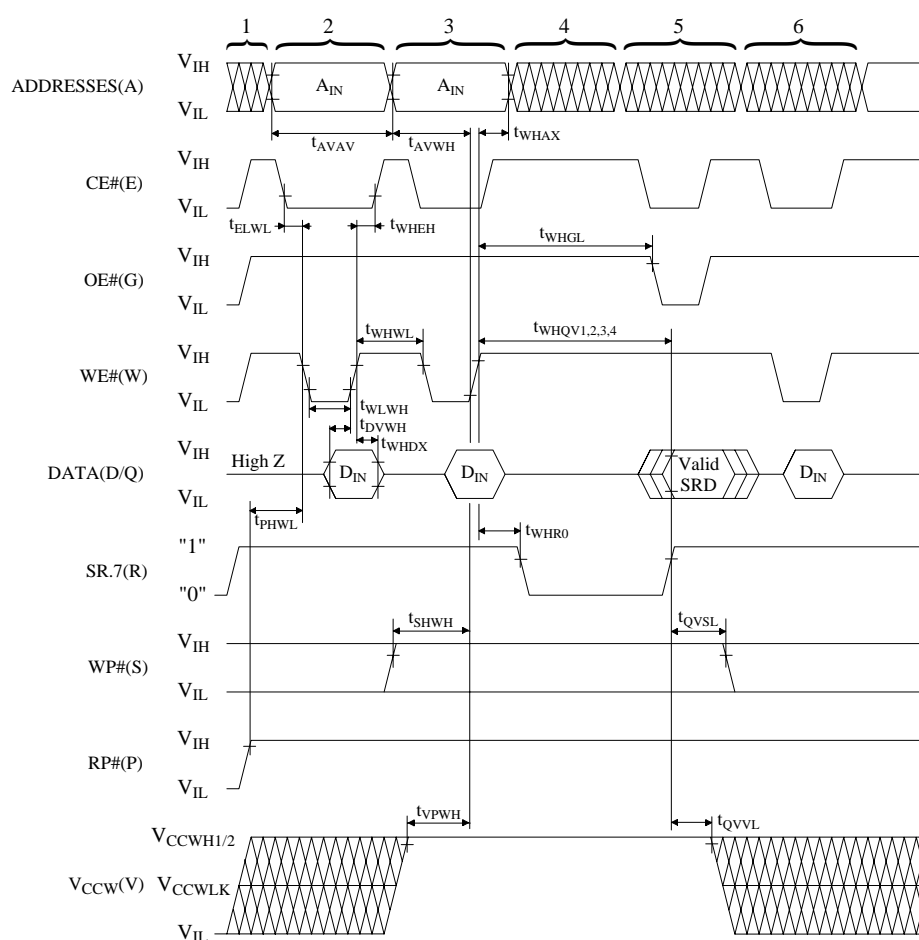 1 2 3 4 5 6
V_IH
ADDRESSES(A) A_IN A_IN
V_IL
t_AVAV t_AVWH t_WHAX
V_IH
CE#(E)
V_IL
t_ELWL t_WHEH
t_WHGL
V_IH
OE#(G)
V_IL
t_WHWL t_WHQV1,2,3,4
V_IH
WE#(W)
V_IL
t_WLWH
t_DVWH
t_WHDX
V_IH
High Z Valid
DATA(D/Q) D_IN D_IN SRD D_IN
V_IL
t_PHWL t_WHR0
"1"
SR.7(R)
"0"
t_SHWH t_QVSL
V_IH
WP#(S)
V_IL
V_IH
RP#(P)
V_IL
t_VPWH t_QVVL
V_CCWH1/2
V_CCW(V) V_CCWLK
V_IL